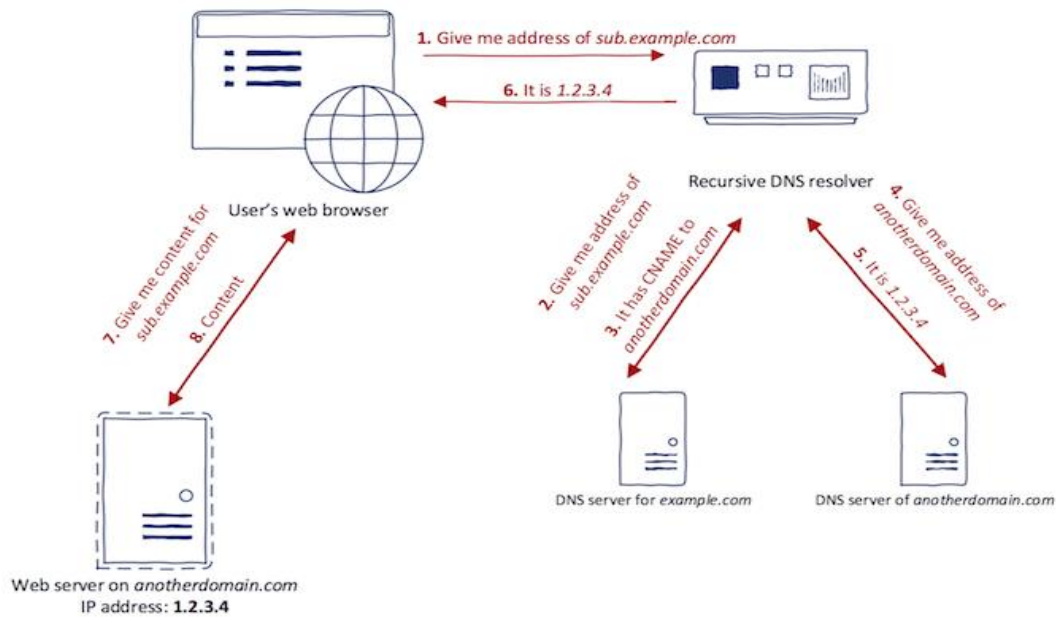 1. Give me address of sub.example.com
6. It is 1.2.3.4
User's web browser
Recursive DNS resolver
7. Give me content for
sub.example.com
8. Content
2. Give me address of
sub.example.com
3. It has CNAME to
anotherdomain.com
4. Give me address of
anotherdomain.com
5. It is 1.2.3.4
DNS server for example.com
DNS server of anotherdomain.com
Web server on anotherdomain.com
IP address: 1.2.3.4